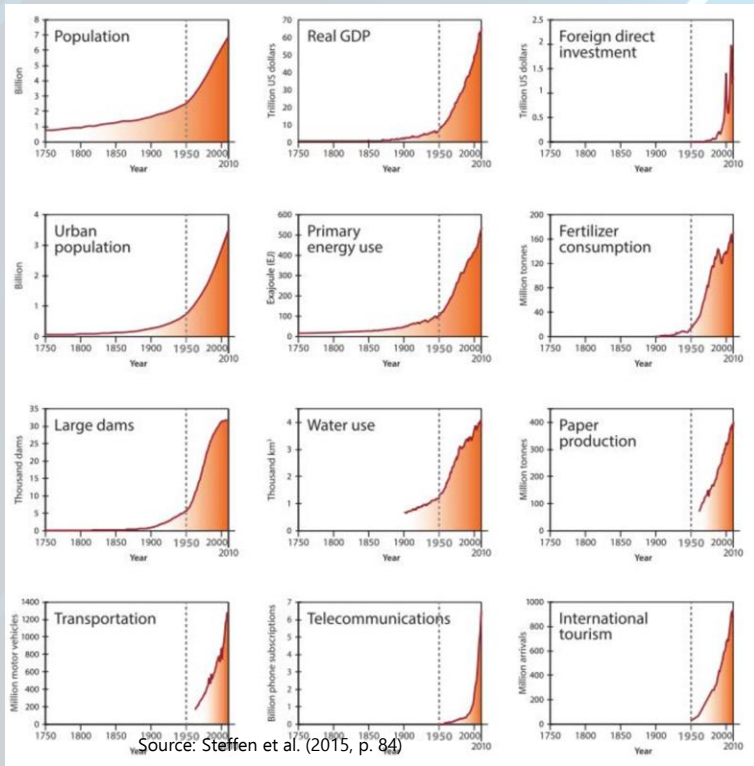 Population
Billion
8
7
6
5
4
3
2
1
0
1750 1800 1850 1900 1950 2000 2010
Year
Real GDP
Trillion US dollars
70
60
50
40
30
20
10
0
1750 1800 1850 1900 1950 2000 2010
Year
Foreign direct
investment
Trillion US dollars
2.5
2
1.5
1
0.5
0
1750 1800 1850 1900 1950 2000 2010
Year
Urban
population
Billion
4
3
2
1
0
1750 1800 1850 1900 1950 2000 2010
Year
Primary
energy use
Exajoule (EJ)
600
500
400
300
200
100
0
1750 1800 1850 1900 1950 2000 2010
Year
Fertilizer
consumption
Million tonnes
200
160
120
80
40
0
1750 1800 1850 1900 1950 2000 2010
Year
Large dams
Thousand dams
35
30
25
20
15
10
5
0
1750 1800 1850 1900 1950 2000 2010
Year
Water use
Thousand km³
4
3
2
1
0
1750 1800 1850 1900 1950 2000 2010
Year
Paper
production
Million tonnes
400
300
200
100
0
1750 1800 1850 1900 1950 2000 2010
Year
Transportation
Million motor vehicles
1400
1200
1000
800
600
400
200
0
1750 1800 1850 1900 1950 2000 2010
Year
Telecommunications
Billion phone subscriptions
7
6
5
4
3
2
1
0
1750 1800 1850 1900 1950 2000 2010
Year
International
tourism
Million arrivals
1000
800
600
400
200
0
1750 1800 1850 1900 1950 2000 2010
Year
Source: Steffen et al. (2015, p. 84)